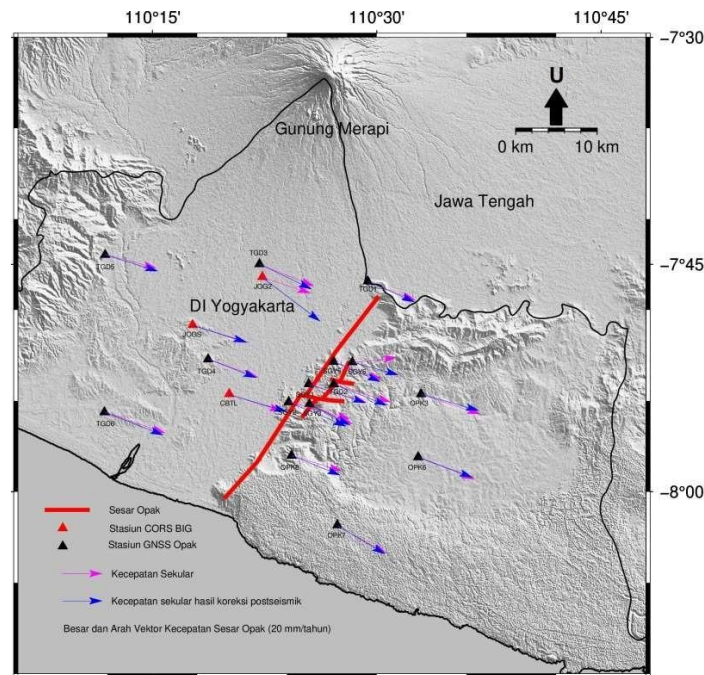 110°15'
110°30'
110°45'
−7°30'
U
Gunung Merapi
0 km
10 km
Jawa Tengah
TGD3
−7°45'
TGD5
JOG2
TGD1
DI Yogyakarta
JOGS
TGD4
CBTL
OPK3
TGD6
OPK8
OPK6
−8°00'
Sesar Opak
Stasiun CORS BIG
OPK7
Stasiun GNSS Opak
Kecepatan Sekular
Kecepatan sekular hasil koreksi postseismik
Besar dan Arah Vektor Kecepatan Sesar Opak (20 mm/tahun)